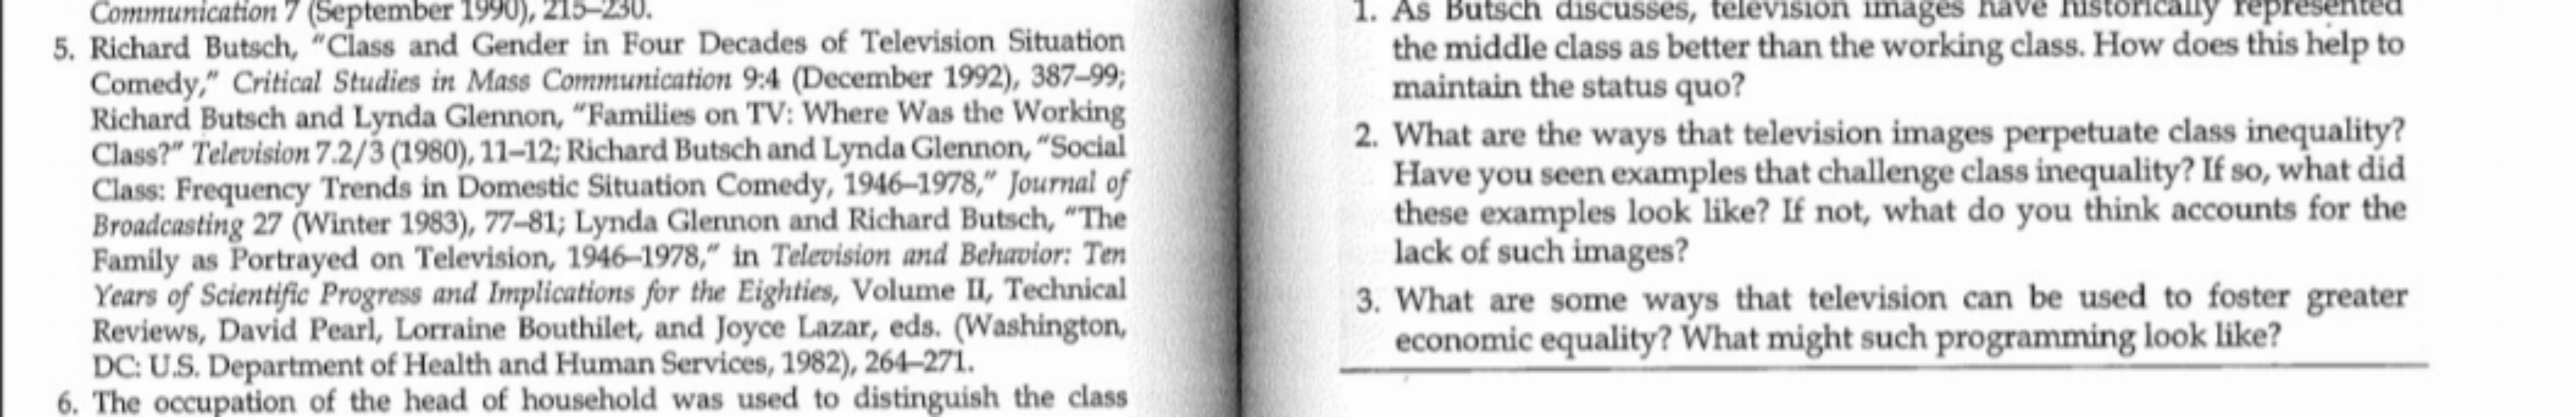 Communication 7 (September 1990), 215–230.
5. Richard Butsch, “Class and Gender in Four Decades of Television Situation
Comedy,” Critical Studies in Mass Communication 9:4 (December 1992), 387–99;
Richard Butsch and Lynda Glennon, “Families on TV: Where Was the Working
Class?” Television 7.2/3 (1980), 11–12; Richard Butsch and Lynda Glennon, “Social
Class: Frequency Trends in Domestic Situation Comedy, 1946–1978,” Journal of
Broadcasting 27 (Winter 1983), 77–81; Lynda Glennon and Richard Butsch, “The
Family as Portrayed on Television, 1946–1978,” in Television and Behavior: Ten
Years of Scientific Progress and Implications for the Eighties, Volume II, Technical
Reviews, David Pearl, Lorraine Bouthilet, and Joyce Lazar, eds. (Washington,
DC: U.S. Department of Health and Human Services, 1982), 264–271.
6. The occupation of the head of household was used to distinguish the class
1. As Butsch discusses, television images have historically represented
the middle class as better than the working class. How does this help to
maintain the status quo?
2. What are the ways that television images perpetuate class inequality?
Have you seen examples that challenge class inequality? If so, what did
these examples look like? If not, what do you think accounts for the
lack of such images?
3. What are some ways that television can be used to foster greater
economic equality? What might such programming look like?